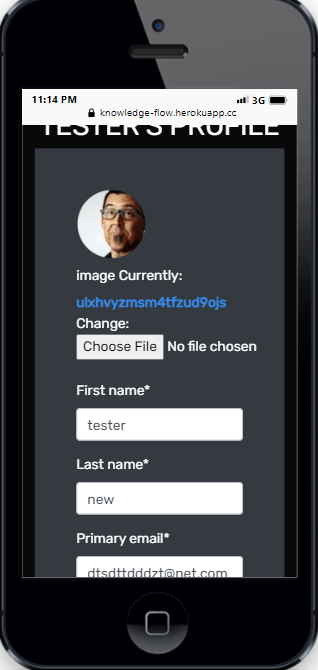 11:14 PM 3G
knowledge-flow.herokuapp.cc
TESTER'S PROFILE
image Currently:
ulxhvyzmsm4tfzud9ojs
Change:
Choose File No file chosen
First name*
tester
Last name*
new
Primary email*
dtsdttdddzt@net.com